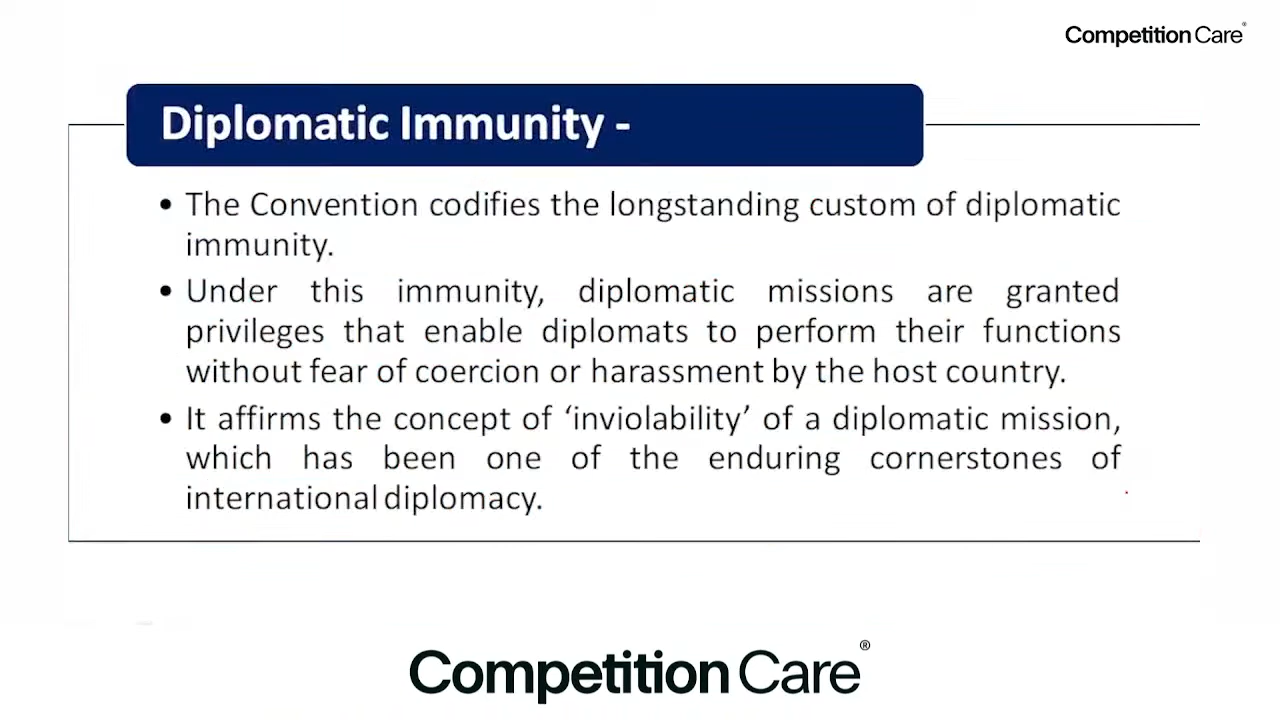 Competition Care®
Diplomatic Immunity -
• The Convention codifies the longstanding custom of diplomatic
immunity.
• Under this immunity, diplomatic missions are granted
privileges that enable diplomats to perform their functions
without fear of coercion or harassment by the host country.
• It affirms the concept of ‘inviolability’ of a diplomatic mission,
which has been one of the enduring cornerstones of
international diplomacy.
Competition Care®